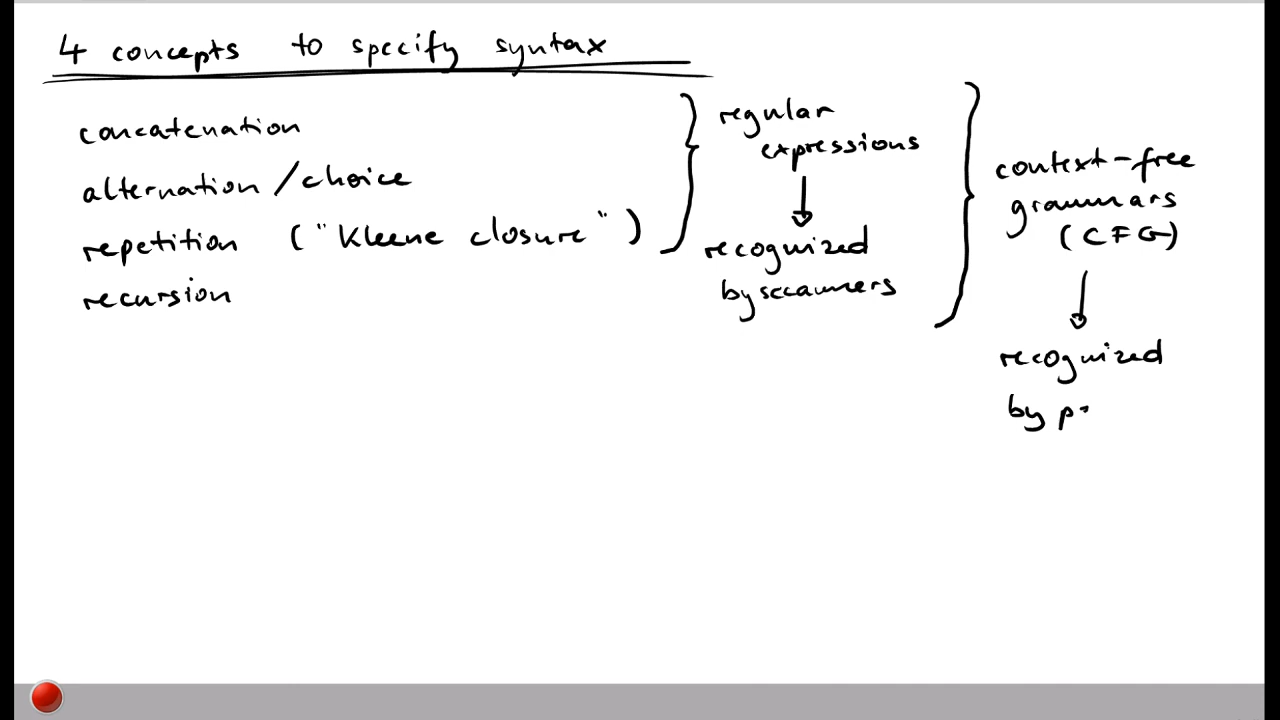 4 concepts to specify syntax
concatenation
alternation / choice
repetition ("Kleene closure")
recursion
regular
expressions
recognized
by sccanners
context-free
grammars
(CFG)
recognized
by p